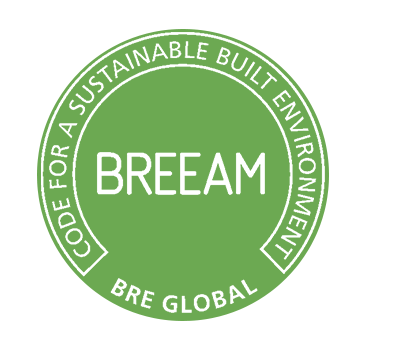 CODE FOR A SUSTAINABLE BUILT ENVIRONMENT
BREEAM
BRE GLOBAL